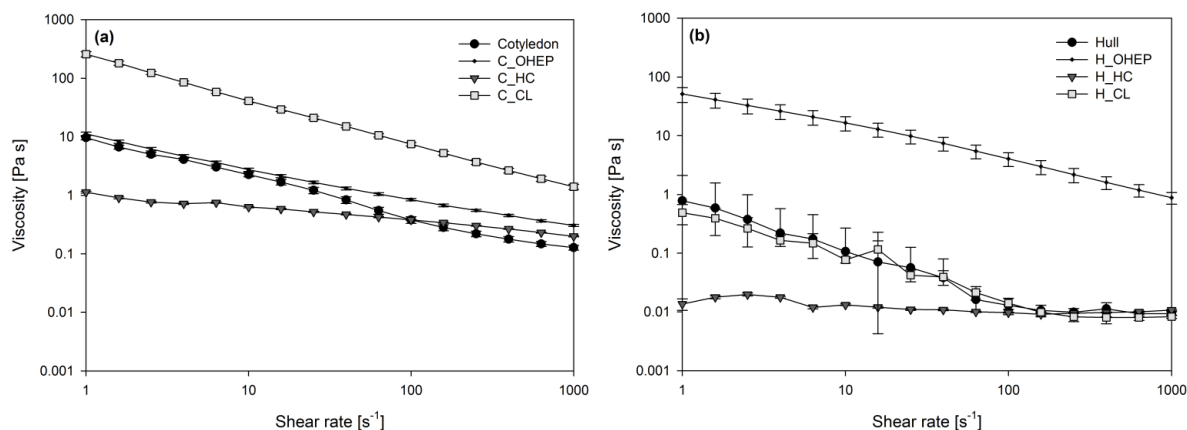 (a)
Cotyledon
C_OHEP
C_HC
C_CL
1000
100
10
1
0.1
0.01
0.001
Viscosity [Pa s]
1 10 100 1000
Shear rate [s⁻¹]
(b)
Hull
H_OHEP
H_HC
H_CL
1000
100
10
1
0.1
0.01
0.001
Viscosity [Pa s]
1 10 100 1000
Shear rate [s⁻¹]